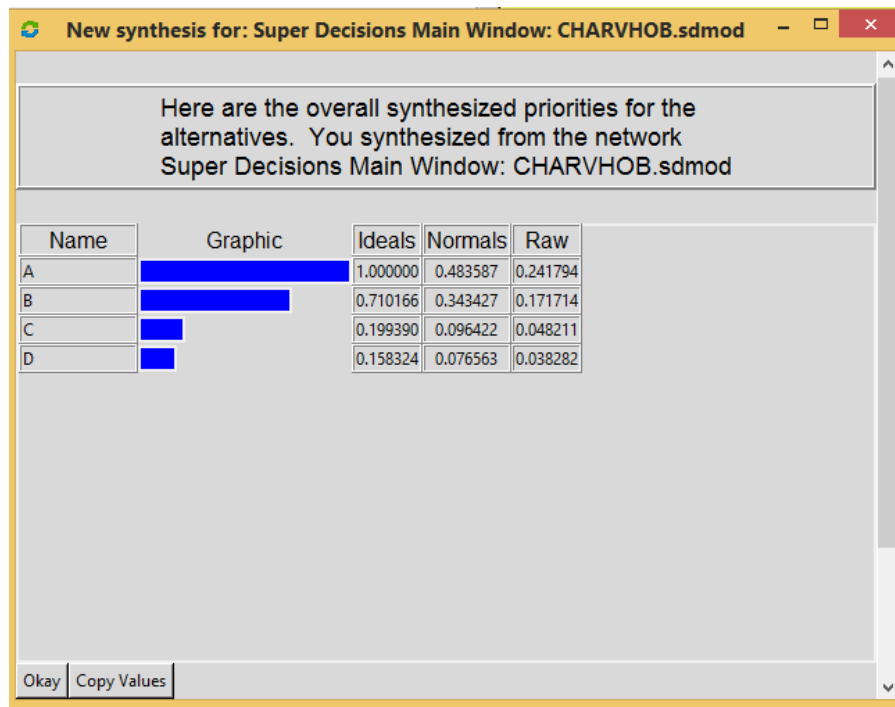 New synthesis for: Super Decisions Main Window: CHARVHOB.sdmod
Here are the overall synthesized priorities for the
alternatives. You synthesized from the network
Super Decisions Main Window: CHARVHOB.sdmod
Name Graphic Ideals Normals Raw
A 1.000000 0.483587 0.241794
B 0.710166 0.343427 0.171714
C 0.199390 0.096422 0.048211
D 0.158324 0.076563 0.038282
Okay Copy Values